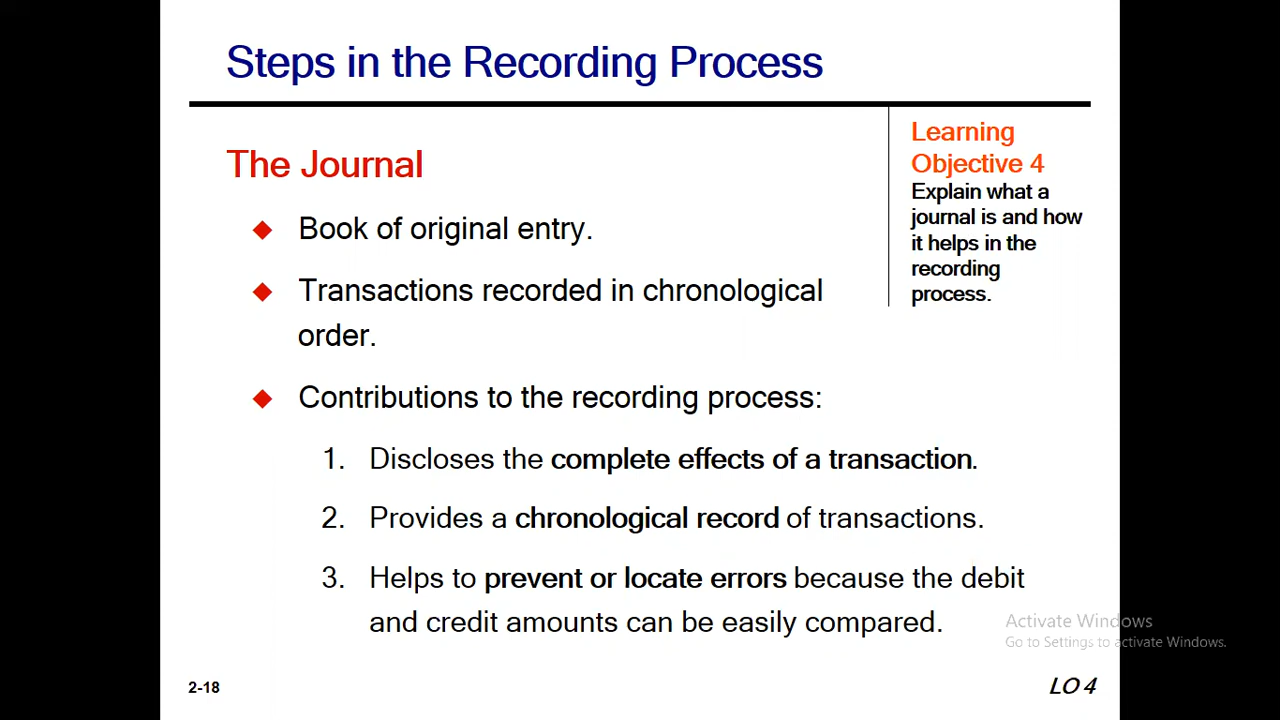 Steps in the Recording Process
Learning
Objective 4
Explain what a
journal is and how
it helps in the
recording
process.
The Journal
Book of original entry.
Transactions recorded in chronological
order.
Contributions to the recording process:
1. Discloses the complete effects of a transaction.
2. Provides a chronological record of transactions.
3. Helps to prevent or locate errors because the debit
and credit amounts can be easily compared.
Activate Windows
Go to Settings to activate Windows.
2-18
LO 4